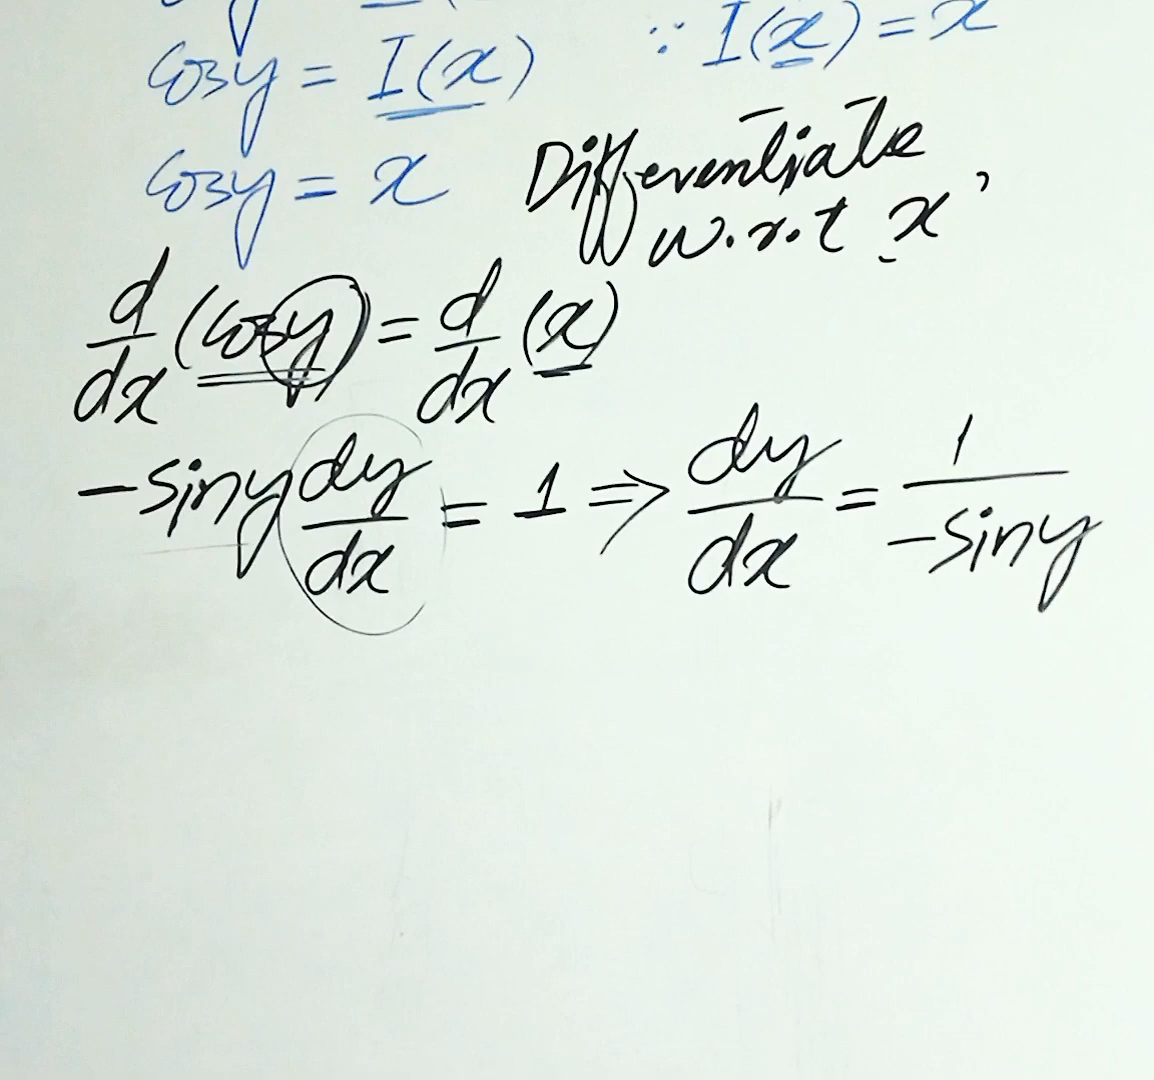 cosy = I(x) ∵ I(x) = x
cosy = x Differentiate
w.r.t x,
d/dx (cosy) = d/dx (x)
-siny dy/dx = 1 ⇒ dy/dx = 1/-siny